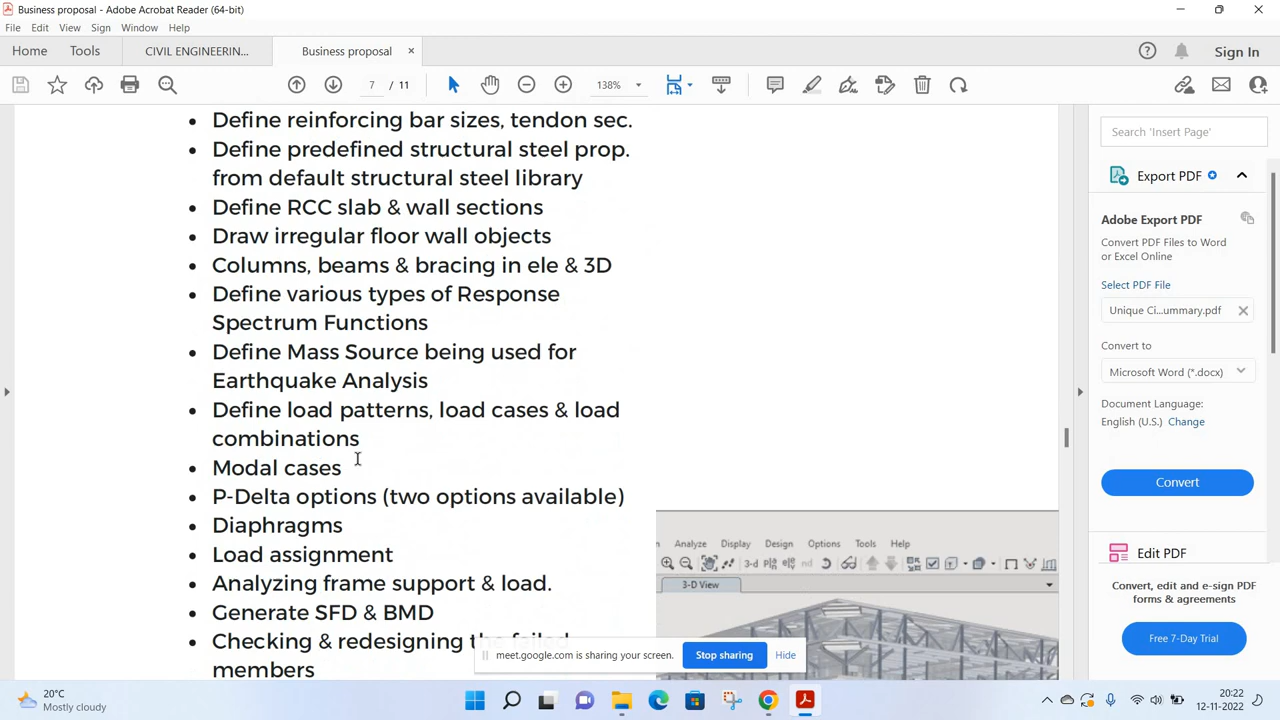 Business proposal - Adobe Acrobat Reader (64-bit)
File Edit View Sign Window Help
Home Tools CIVIL ENGINEERIN... Business proposal × Sign In
7 / 11 138%
Define reinforcing bar sizes, tendon sec.
Define predefined structural steel prop.
from default structural steel library
Define RCC slab & wall sections
Draw irregular floor wall objects
Columns, beams & bracing in ele & 3D
Define various types of Response
Spectrum Functions
Define Mass Source being used for
Earthquake Analysis
Define load patterns, load cases & load
combinations
Modal cases
P-Delta options (two options available)
Diaphragms
Load assignment
Analyzing frame support & load.
Generate SFD & BMD
Checking & redesigning the failed
members
Analyze Display Design Options Tools Help
3-d
3-D View
Search 'Insert Page'
Export PDF
Adobe Export PDF
Convert PDF Files to Word
or Excel Online
Select PDF File
Unique Ci...ummary.pdf
Convert to
Microsoft Word (*.docx)
Document Language:
English (U.S.) Change
Convert
Edit PDF
Convert, edit and e-sign PDF
forms & agreements
Free 7-Day Trial
meet.google.com is sharing your screen. Stop sharing Hide
20°C
Mostly cloudy
20:22
12-11-2022